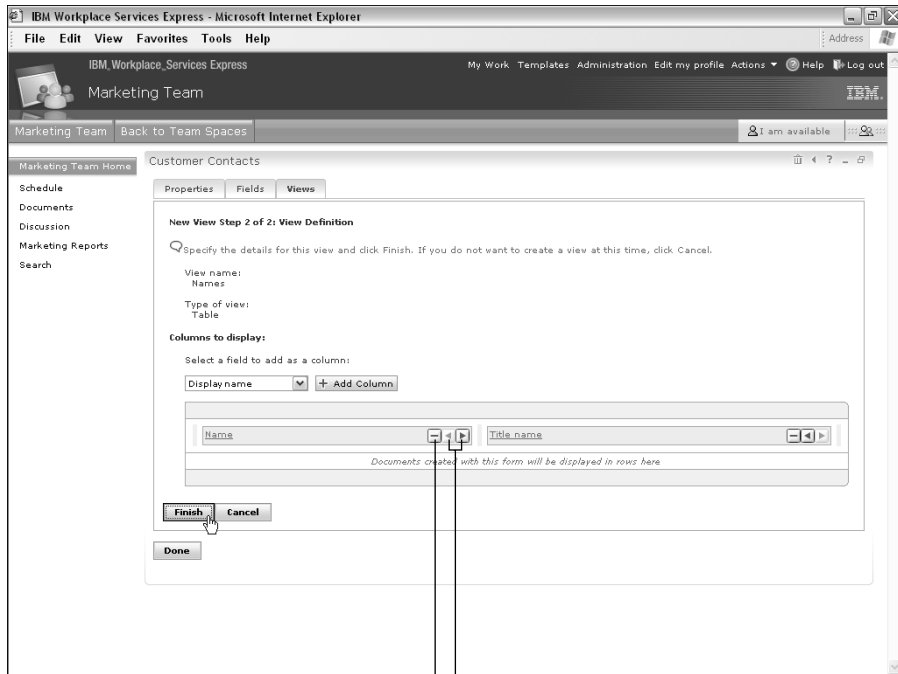 IBM Workplace Services Express - Microsoft Internet Explorer
File Edit View Favorites Tools Help
Address
IBM_Workplace_Services Express
My Work Templates Administration Edit my profile Actions Help Log out
Marketing Team
IBM.
Marketing Team Back to Team Spaces
I am available
Marketing Team Home
Schedule
Documents
Discussion
Marketing Reports
Search
Customer Contacts
Properties Fields Views
New View Step 2 of 2: View Definition
Specify the details for this view and click Finish. If you do not want to create a view at this time, click Cancel.
View name:
Names
Type of view:
Table
Columns to display:
Select a field to add as a column:
Display name
+ Add Column
Name
Title name
Documents created with this form will be displayed in rows here
Finish Cancel
Done